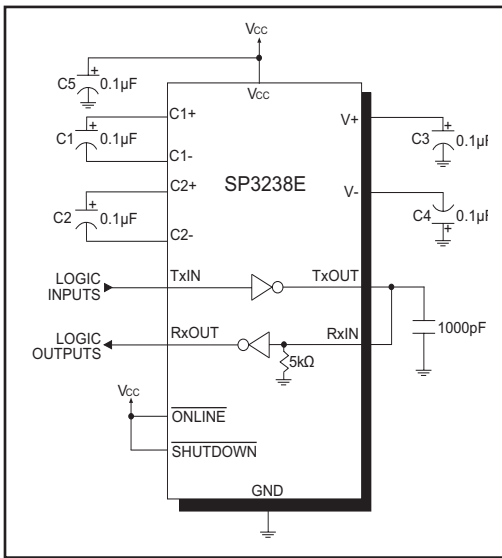 VCC
C5
+
0.1µF
VCC
C1+
V+
C1
+
0.1µF
C3
+
0.1µF
C1-
C2+
SP3238E
V-
C2
+
0.1µF
C4
+
0.1µF
C2-
LOGIC
INPUTS
TxIN
TxOUT
LOGIC
OUTPUTS
RxOUT
RxIN
1000pF
5kΩ
VCC
ONLINE
SHUTDOWN
GND